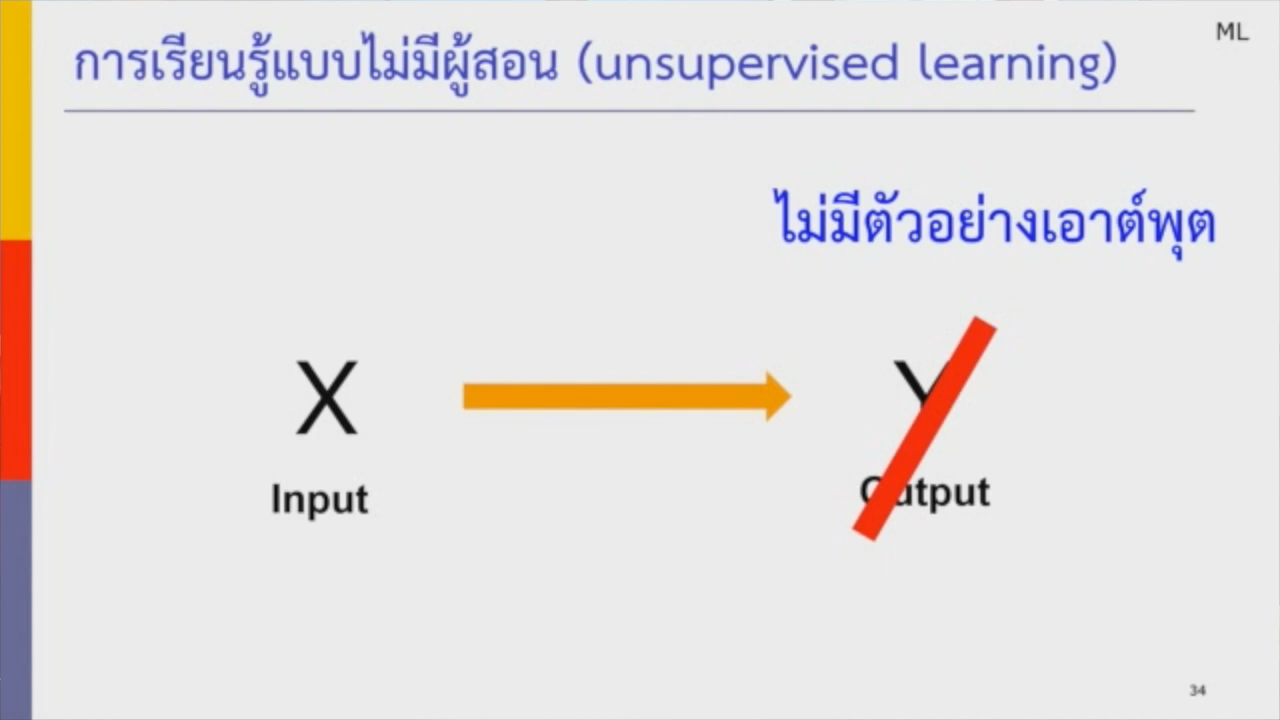 ML
การเรียนรู้แบบไม่มีผู้สอน (unsupervised learning)
ไม่มีตัวอย่างเอาต์พุต
X
Y
Input
Output
34